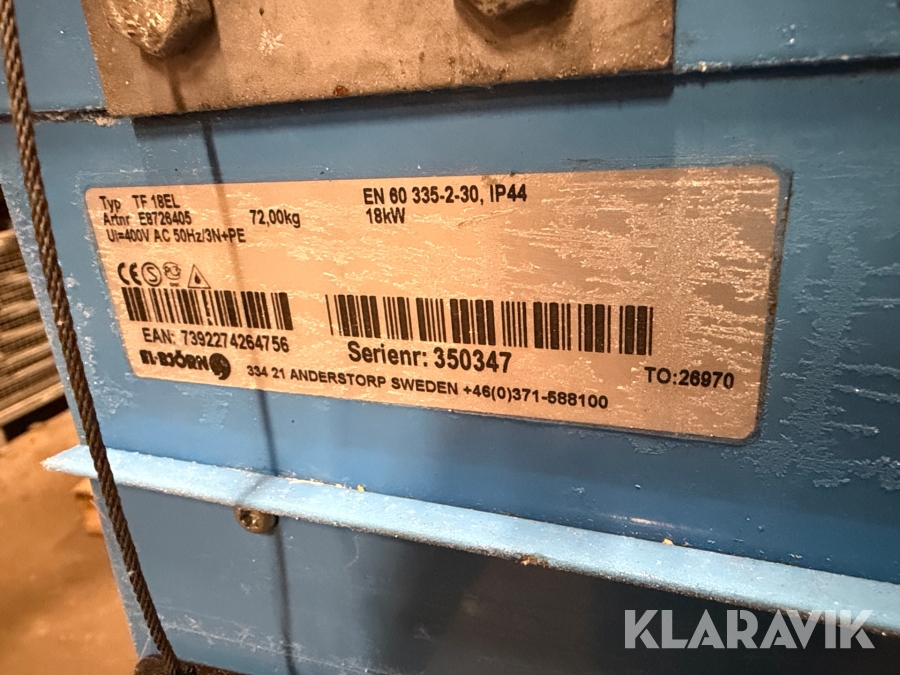 Typ TF 18EL
EN 60 335-2-30, IP44
Artnr E8726405 72,00kg 18kW
UI=400V AC 50Hz/3N+PE
CE S
EAN: 7392274264756
Serienr: 350347
TO:26970
EL-BJÖRN
334 21 ANDERSTORP SWEDEN +46(0)371-588100
KLARAVIK